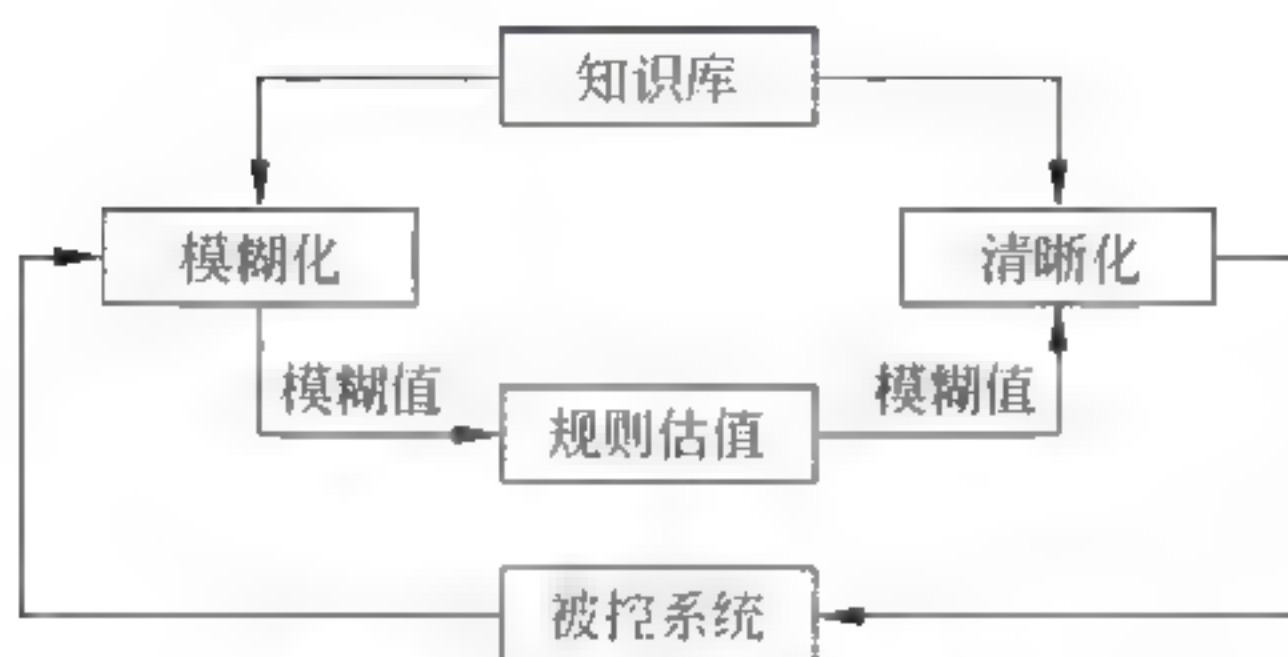 知识库
模糊化
清晰化
模糊值
模糊值
规则估值
被控系统